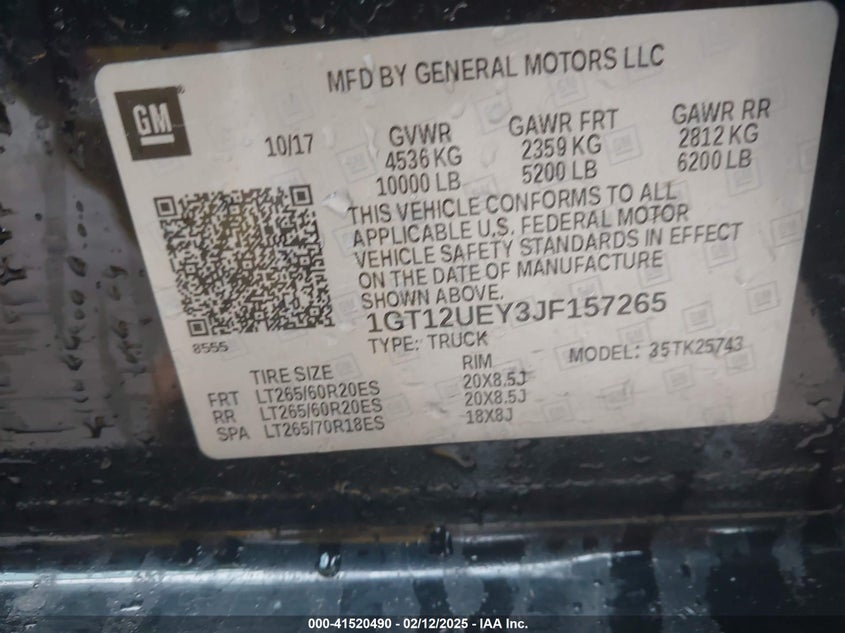 MFD BY GENERAL MOTORS LLC
GM
10/17
GVWR
4536 KG
10000 LB
GAWR FRT
2359 KG
5200 LB
GAWR RR
2812 KG
6200 LB
THIS VEHICLE CONFORMS TO ALL
APPLICABLE U.S. FEDERAL MOTOR
VEHICLE SAFETY STANDARDS IN EFFECT
ON THE DATE OF MANUFACTURE
SHOWN ABOVE.
1GT12UEY3JF157265
8555
TYPE: TRUCK
MODEL: 35TK25743
TIRE SIZE RIM
FRT LT265/60R20ES 20X8.5J
RR LT265/60R20ES 20X8.5J
SPA LT265/70R18ES 18X8J
000-41520490 - 02/12/2025 - IAA Inc.